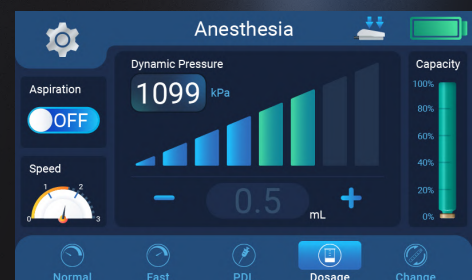 Anesthesia
Aspiration
OFF
Speed
0 1 2 3
Dynamic Pressure
1099 kPa
0.5 mL
Capacity
100%
80%
60%
40%
20%
0%
Normal Fast PDL Dosage Change